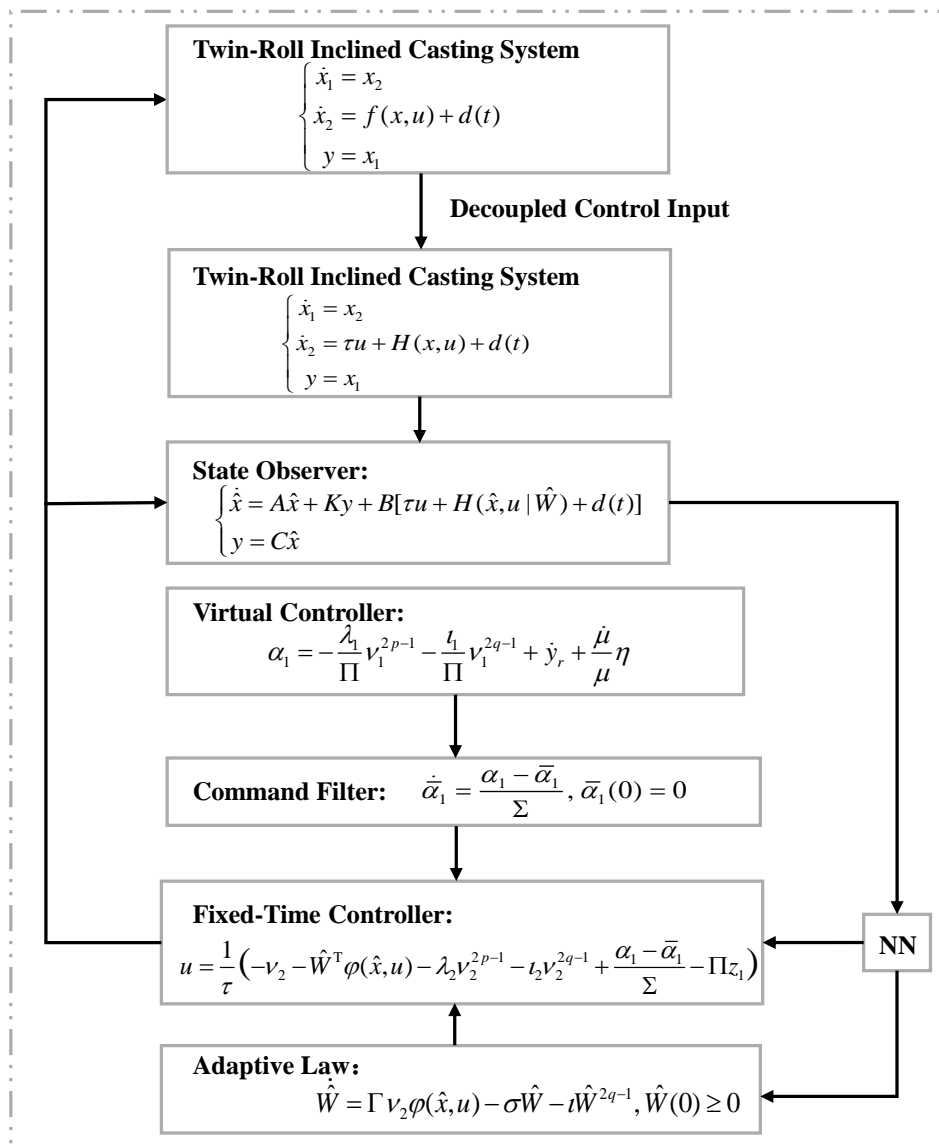 Twin-Roll Inclined Casting System
ẋ₁ = x₂
ẋ₂ = f(x,u) + d(t)
y = x₁
Decoupled Control Input
Twin-Roll Inclined Casting System
ẋ₁ = x₂
ẋ₂ = τu + H(x,u) + d(t)
y = x₁
State Observer:
x̂̇ = Ax̂ + Ky + B[τu + H(x̂,u | Ŵ) + d(t)]
y = Cx̂
Virtual Controller:
α₁ = −(λ₁/Π)ν₁^{2p−1} − (ι₁/Π)ν₁^{2q−1} + ẏᵣ + (μ̇/μ)η
Command Filter: ᾱ̇₁ = (α₁ − ᾱ₁)/Σ, ᾱ₁(0) = 0
Fixed-Time Controller:
NN
u = (1/τ)(−ν₂ − Ŵᵀφ(x̂,u) − λ₂ν₂^{2p−1} − ι₂ν₂^{2q−1} + (α₁ − ᾱ₁)/Σ − Πz₁)
Adaptive Law：
Ŵ̇ = Γν₂φ(x̂,u) − σŴ − ιŴ^{2q−1}, Ŵ(0) ≥ 0